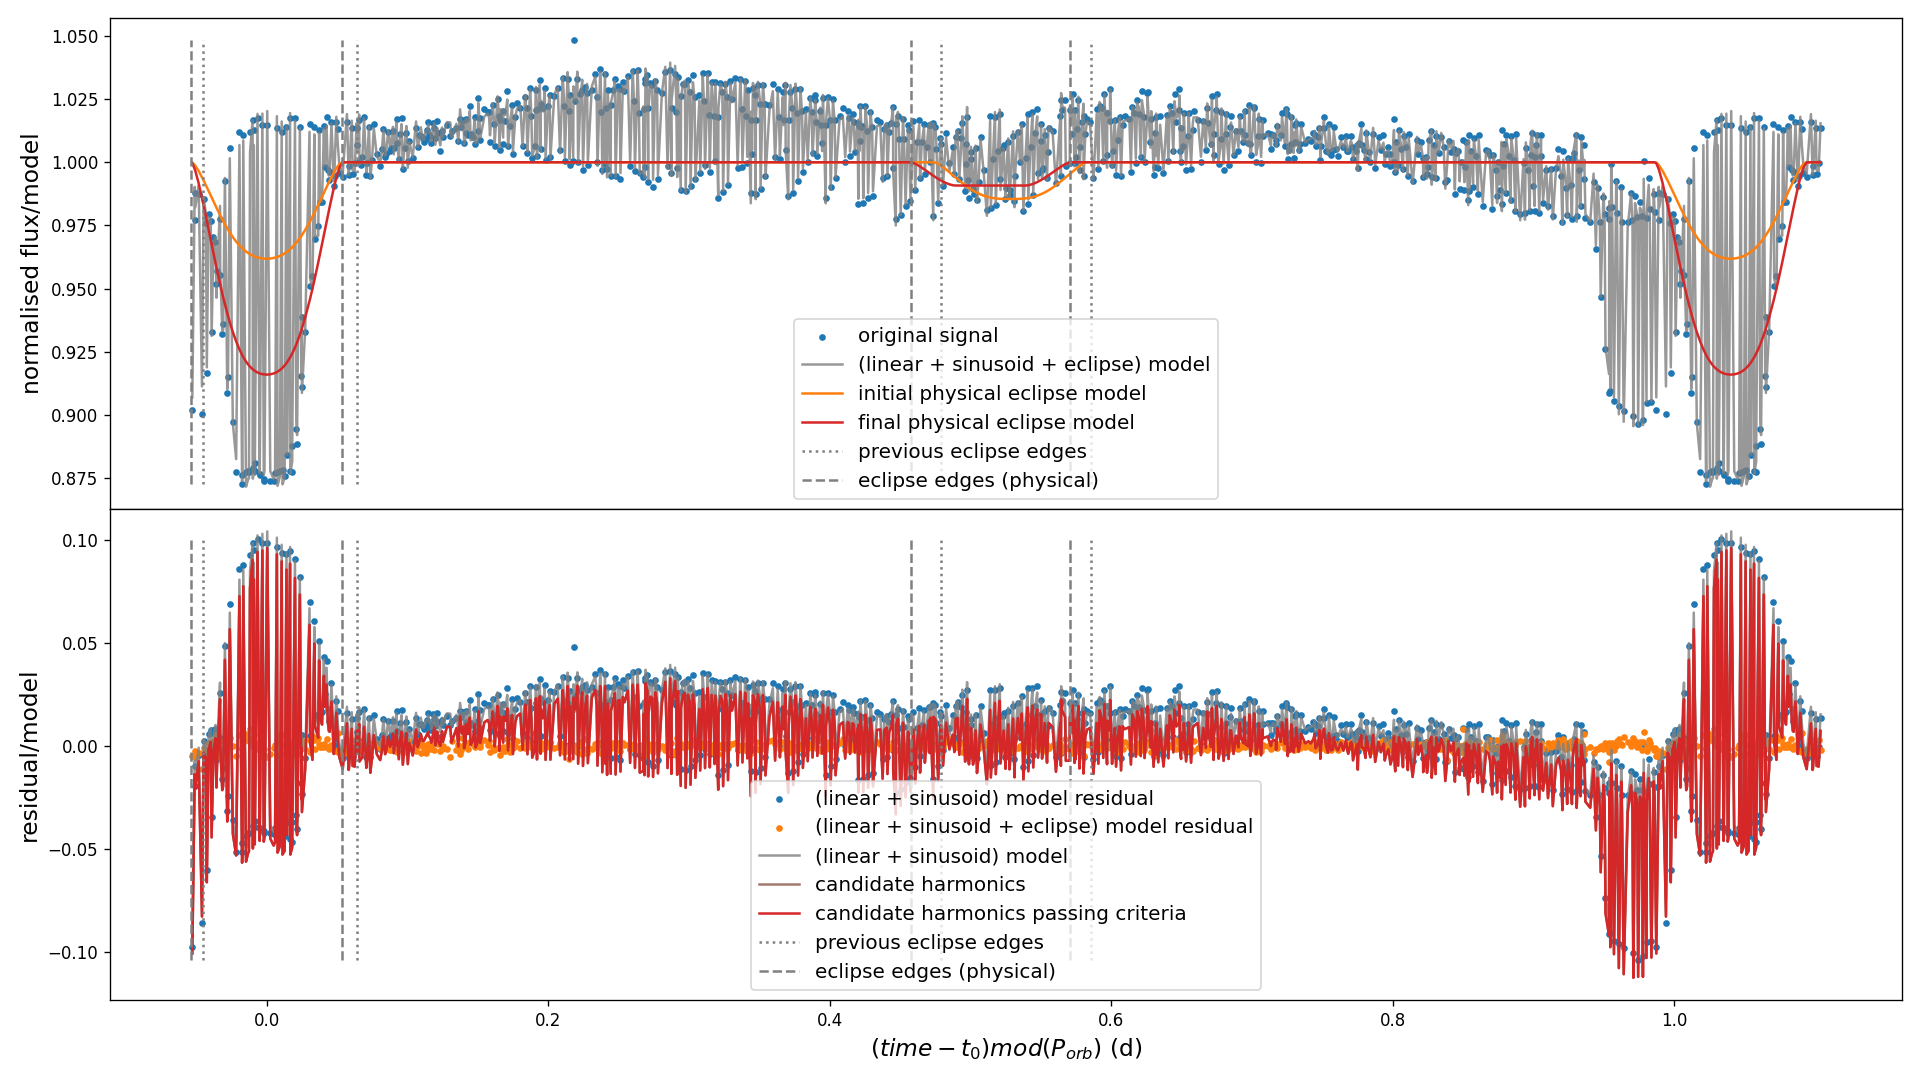 normalised flux/model
1.050
1.025
1.000
0.975
0.950
0.925
0.900
0.875
original signal
(linear + sinusoid + eclipse) model
initial physical eclipse model
final physical eclipse model
previous eclipse edges
eclipse edges (physical)
residual/model
0.10
0.05
0.00
−0.05
−0.10
(linear + sinusoid) model residual
(linear + sinusoid + eclipse) model residual
(linear + sinusoid) model
candidate harmonics
candidate harmonics passing criteria
previous eclipse edges
eclipse edges (physical)
0.0 0.2 0.4 0.6 0.8 1.0
(time − t₀)mod(P_orb) (d)